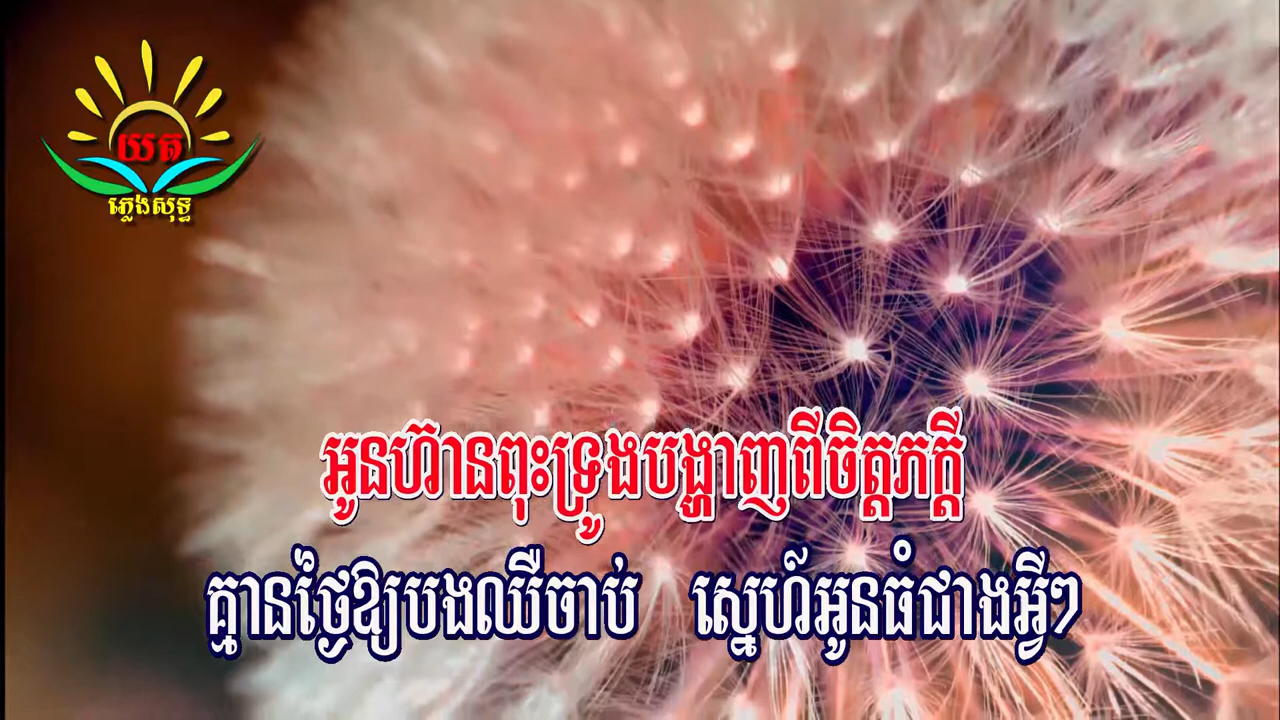 យត
ភ្លេងសុទ្ធ
អូនហ៊ានពុះទ្រូងបង្ហាញពីចិត្តភក្ដី
គ្មានថ្ងៃឱ្យបងឈឺចាប់ ស្នេហ៍អូនធំជាងអ្វីៗ